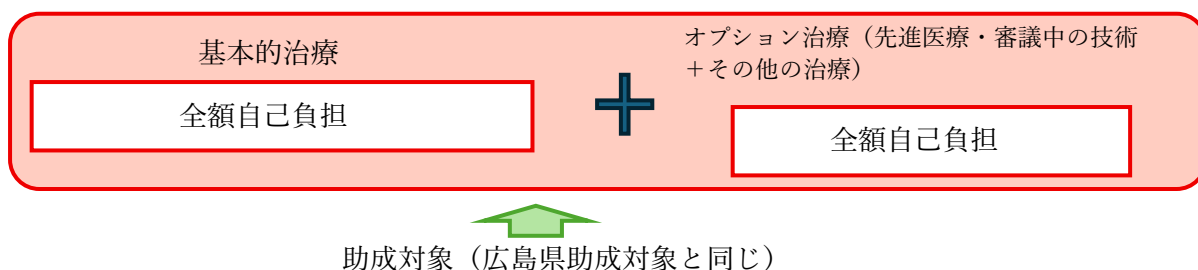 基本的治療
全額自己負担
オプション治療（先進医療・審議中の技術
＋その他の治療）
全額自己負担
助成対象（広島県助成対象と同じ）